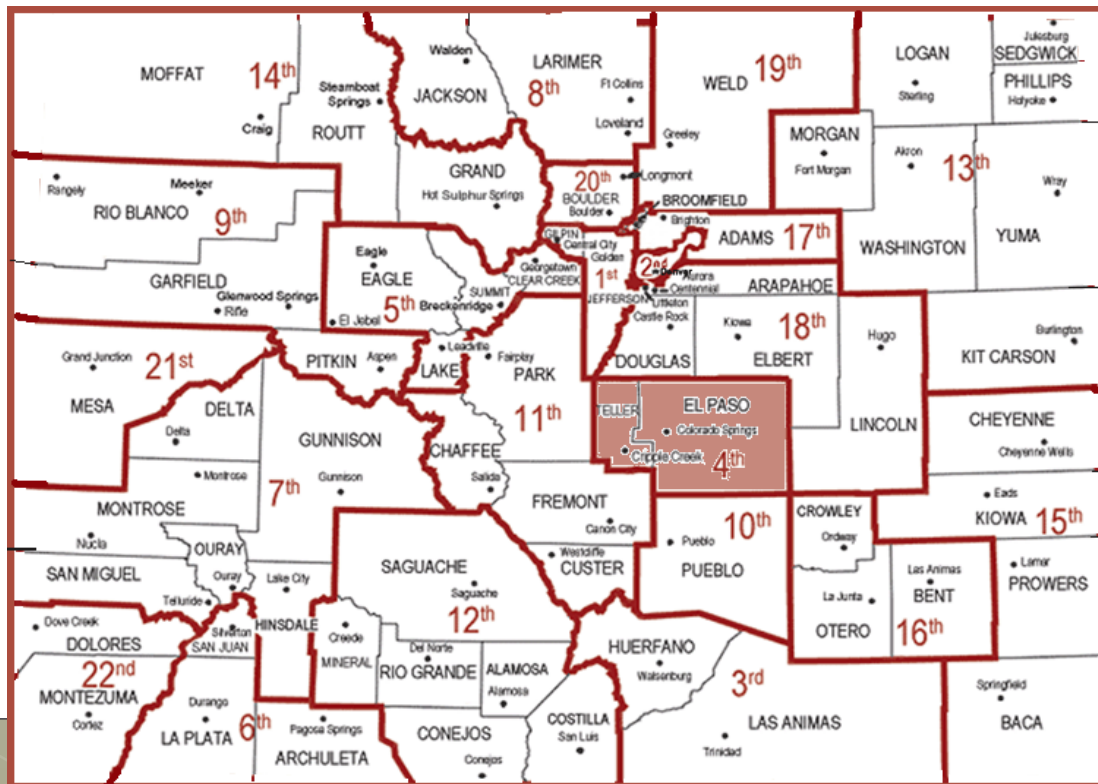 MOFFAT
14th
Craig
Steamboat
Springs
ROUTT
Walden
JACKSON
LARIMER
8th
Ft Collins
Loveland
WELD
19th
Greeley
LOGAN
Sterling
Julesburg
SEDGWICK
PHILLIPS
Holyoke
MORGAN
Fort Morgan
Akron
13th
WASHINGTON
Wray
YUMA
Rangely
Meeker
RIO BLANCO
9th
GRAND
Hot Sulphur Springs
20th
Longmont
BOULDER
Boulder
BROOMFIELD
Brighton
ADAMS
17th
GILPIN
Central City
Golden
Georgetown
CLEAR CREEK
1st
JEFFERSON
2nd
Denver
Aurora
Centennial
Littleton
ARAPAHOE
GARFIELD
Glenwood Springs
Rifle
Eagle
EAGLE
5th
El Jebel
SUMMIT
Breckenridge
Castle Rock
DOUGLAS
Kiowa
18th
ELBERT
Hugo
LINCOLN
Burlington
KIT CARSON
Grand Junction
21st
MESA
PITKIN
Aspen
Leadville
LAKE
Fairplay
PARK
11th
DELTA
Delta
GUNNISON
Gunnison
7th
CHAFFEE
Salida
TELLER
EL PASO
Colorado Springs
Cripple Creek
4th
CHEYENNE
Cheyenne Wells
Montrose
MONTROSE
Nucla
OURAY
Ouray
FREMONT
Canon City
10th
Pueblo
PUEBLO
CROWLEY
Ordway
Eads
KIOWA
15th
SAN MIGUEL
Telluride
Lake City
HINSDALE
SAGUACHE
Saguache
12th
Westcliffe
CUSTER
Las Animas
BENT
La Junta
OTERO
16th
Lamar
PROWERS
Dove Creek
DOLORES
22nd
MONTEZUMA
Cortez
Silverton
SAN JUAN
Creede
MINERAL
Del Norte
RIO GRANDE
ALAMOSA
Alamosa
HUERFANO
Walsenburg
3rd
LAS ANIMAS
Trinidad
Springfield
BACA
Durango
6th
LA PLATA
Pagosa Springs
ARCHULETA
CONEJOS
Conejos
COSTILLA
San Luis